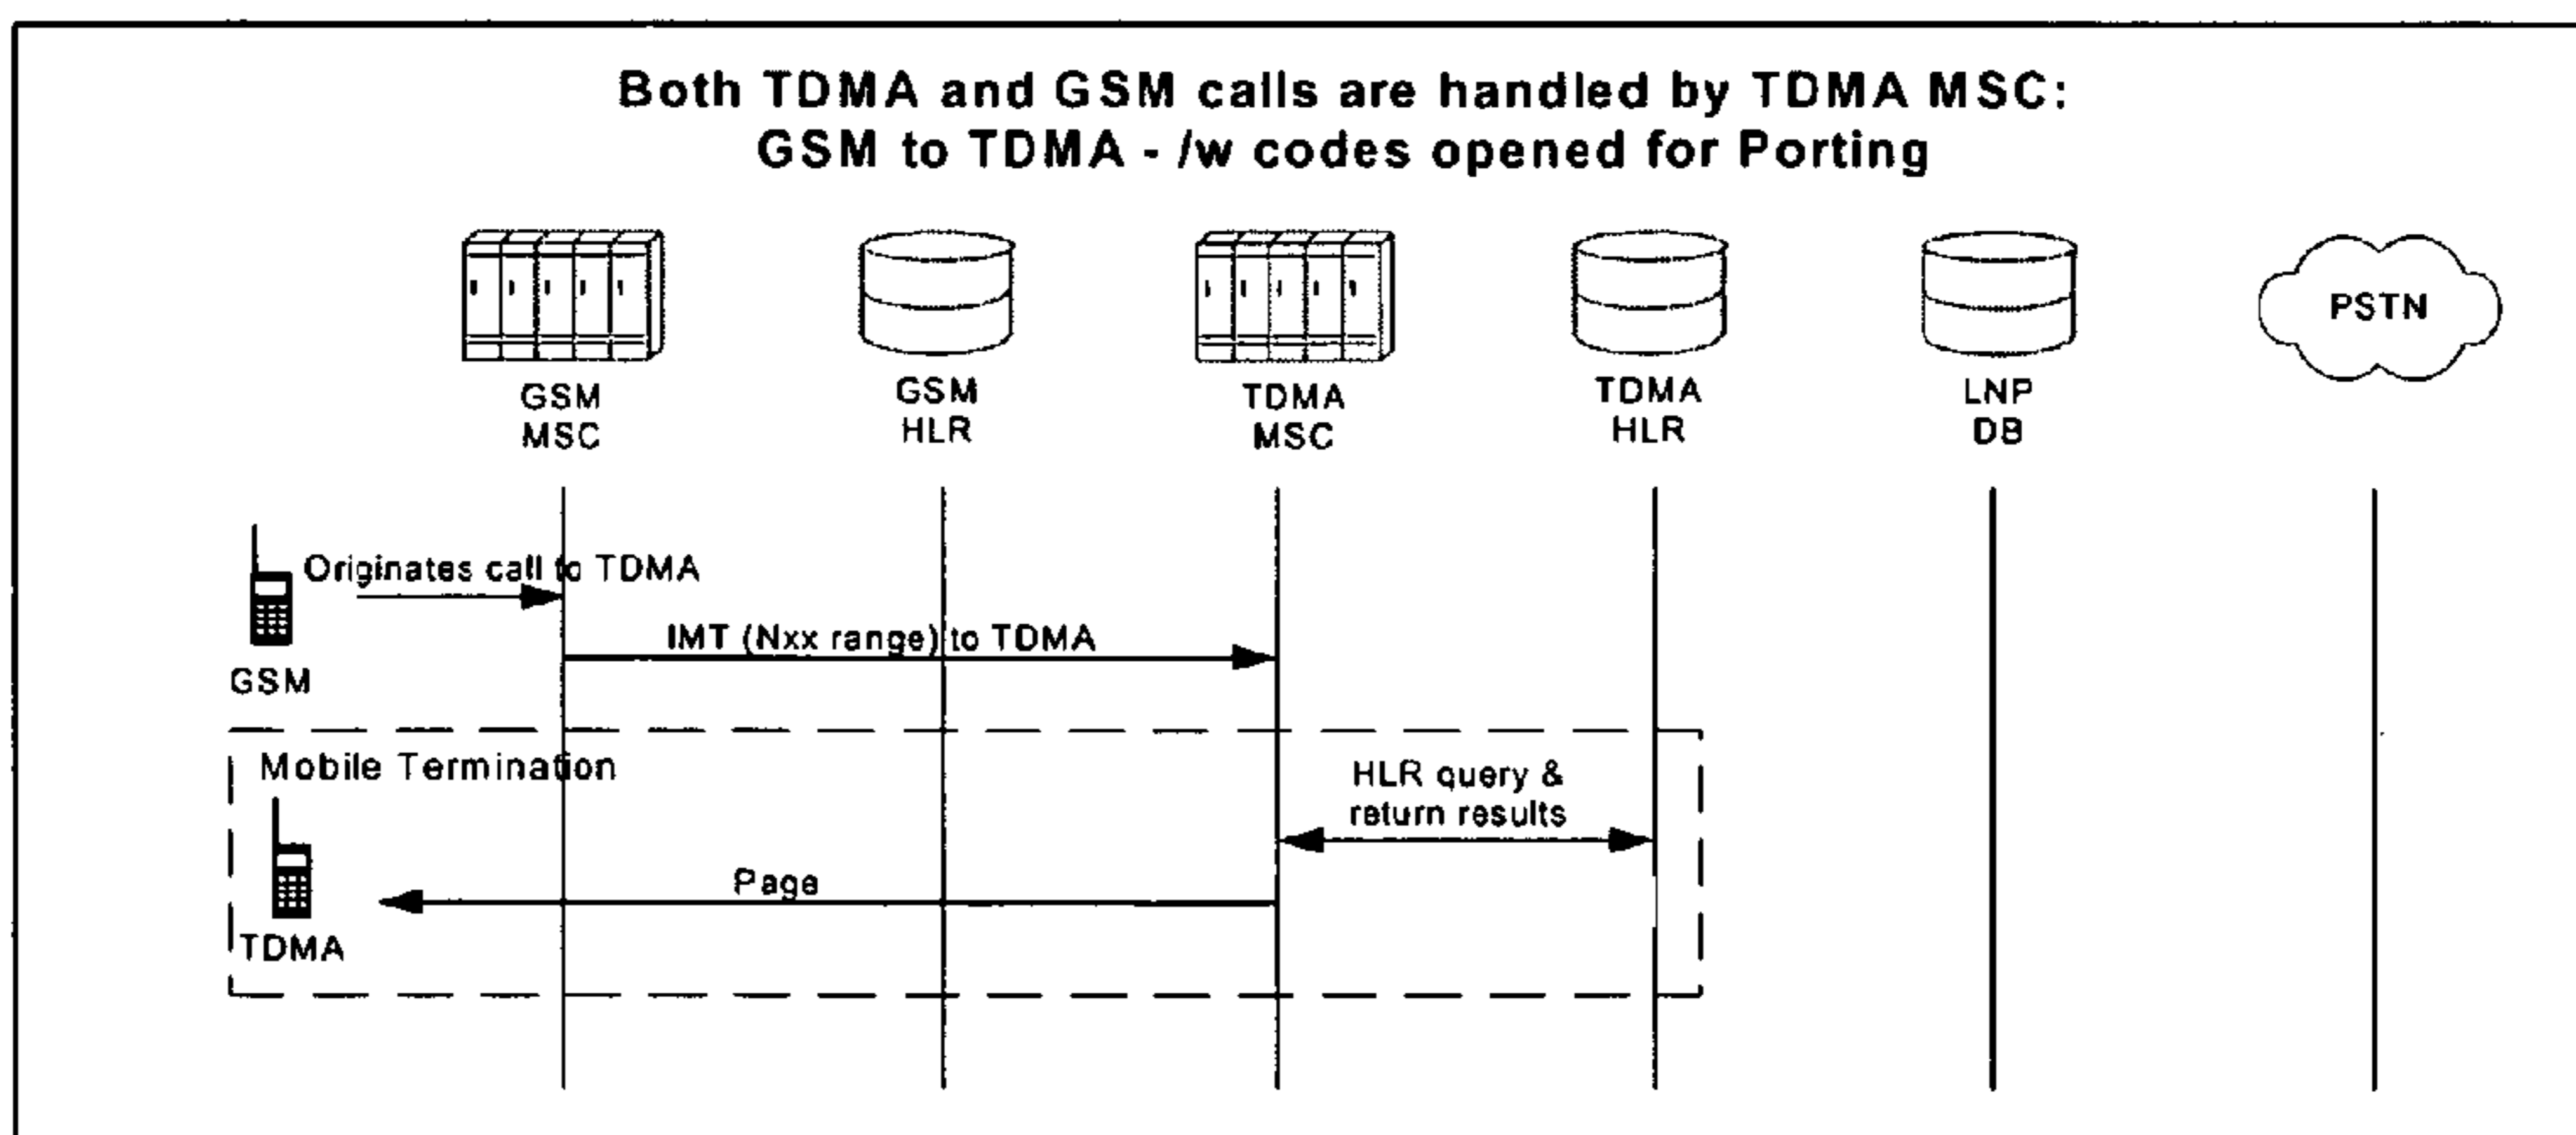 Both TDMA and GSM calls are handled by TDMA MSC:
GSM to TDMA - /w codes opened for Porting
GSM
MSC
GSM
HLR
TDMA
MSC
TDMA
HLR
LNP
DB
PSTN
Originates call to TDMA
GSM
IMT (Nxx range) to TDMA
Mobile Termination
HLR query &
return results
Page
TDMA